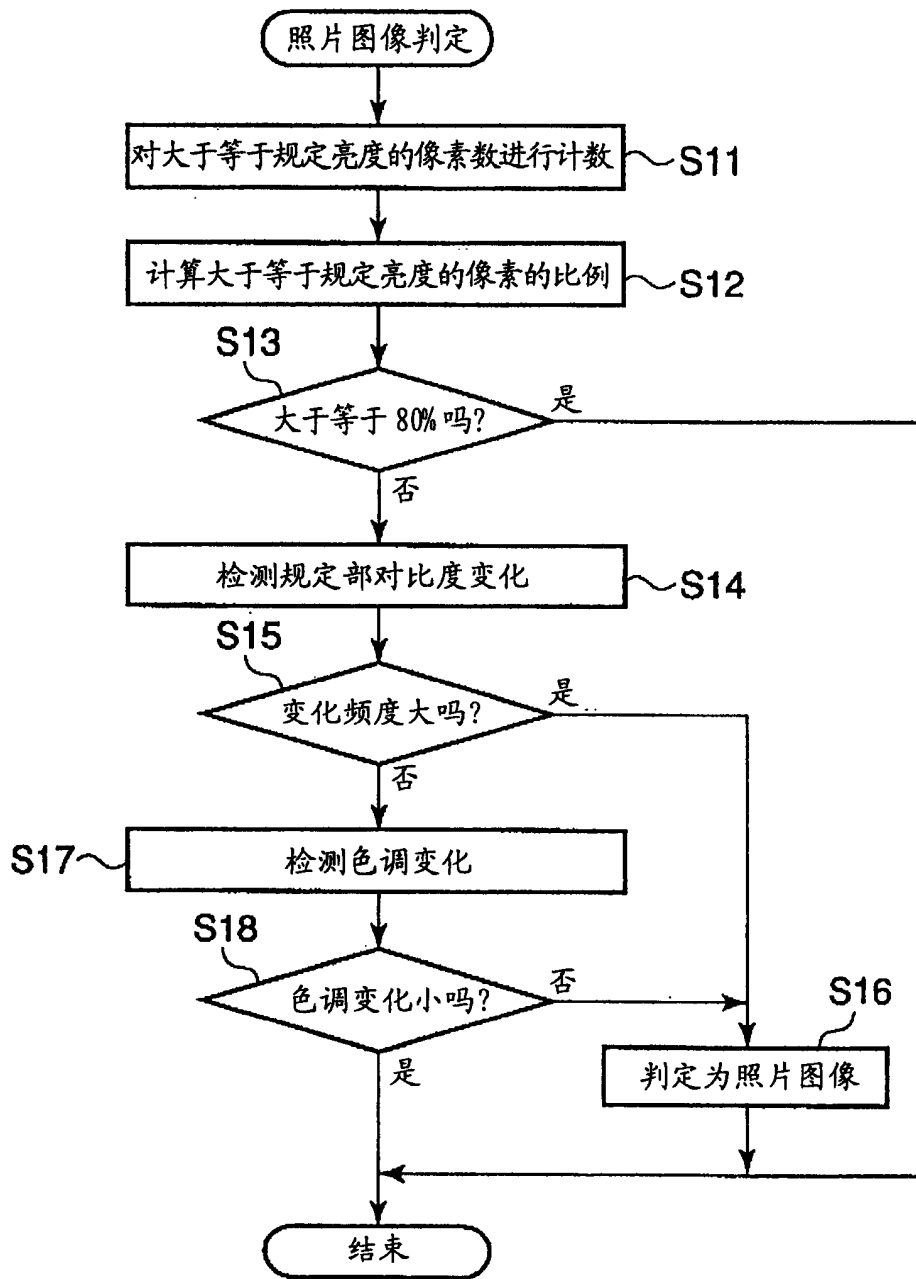 照片图像判定
对大于等于规定亮度的像素数进行计数
S11
计算大于等于规定亮度的像素的比例
S12
S13
大于等于 80% 吗?
是
否
检测规定部对比度变化
S14
S15
变化频度大吗?
是
否
S17
检测色调变化
S18
色调变化小吗?
否
是
S16
判定为照片图像
结束